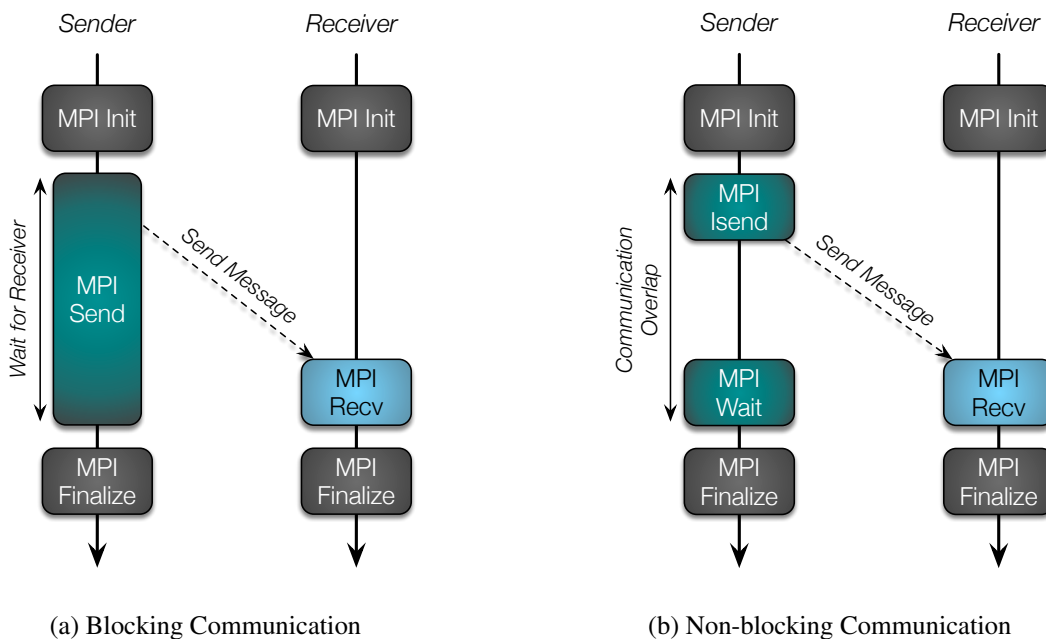 Sender
Receiver
MPI Init
MPI Init
Wait for Receiver
MPI
Send
Send Message
MPI
Recv
MPI
Finalize
MPI
Finalize
(a) Blocking Communication
Sender
Receiver
MPI Init
MPI Init
Communication
Overlap
MPI
Isend
Send Message
MPI
Wait
MPI
Recv
MPI
Finalize
MPI
Finalize
(b) Non-blocking Communication